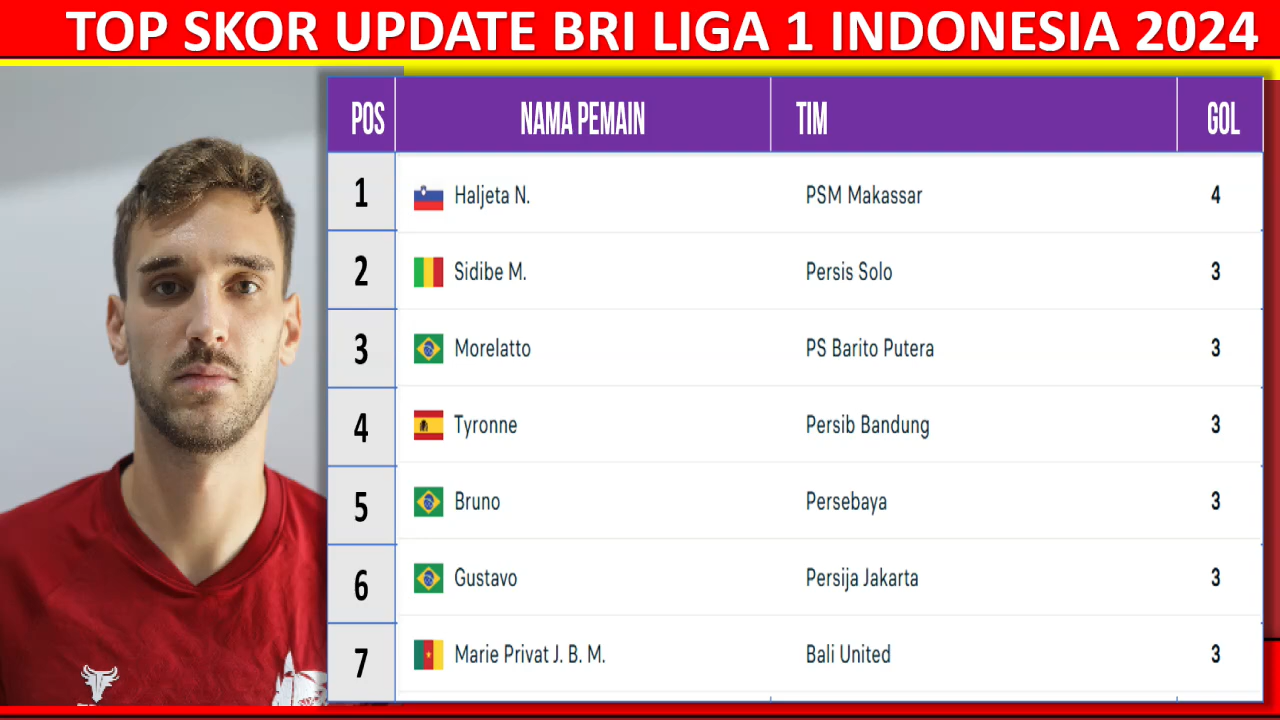 TOP SKOR UPDATE BRI LIGA 1 INDONESIA 2024
POS NAMA PEMAIN TIM GOL
1 Haljeta N. PSM Makassar 4
2 Sidibe M. Persis Solo 3
3 Morelatto PS Barito Putera 3
4 Tyronne Persib Bandung 3
5 Bruno Persebaya 3
6 Gustavo Persija Jakarta 3
7 Marie Privat J. B. M. Bali United 3